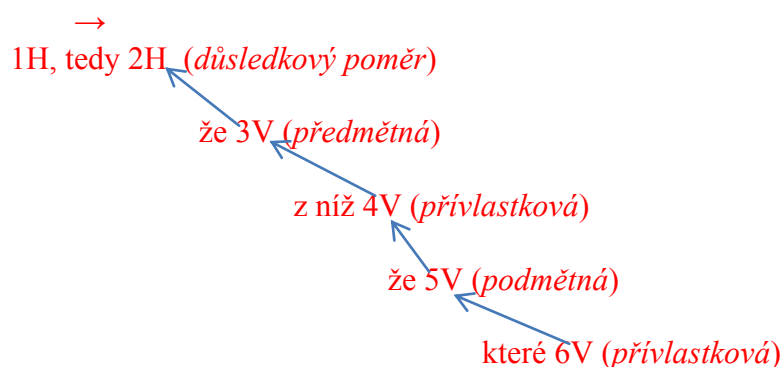 →
1H, tedy 2H (důsledkový poměr)
že 3V (předmětná)
z níž 4V (přívlastková)
že 5V (podmětná)
které 6V (přívlastková)